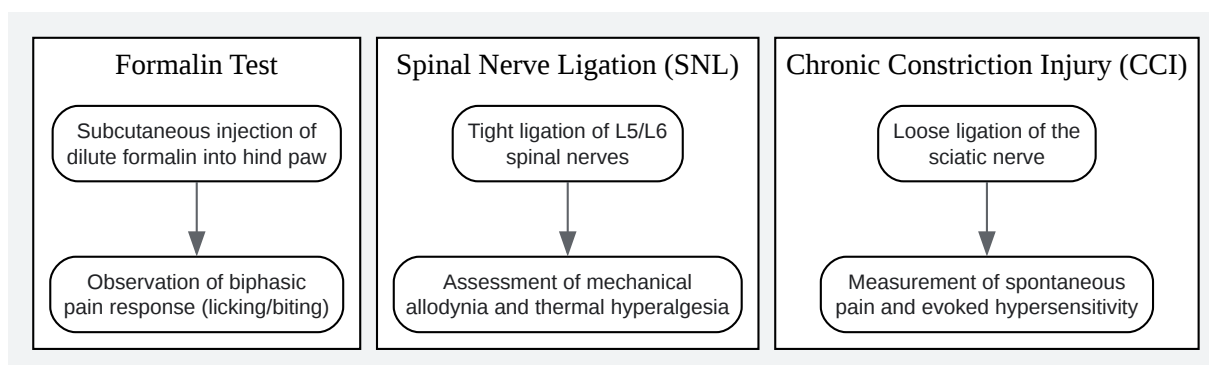 Formalin Test
Subcutaneous injection of
dilute formalin into hind paw
Observation of biphasic
pain response (licking/biting)
Spinal Nerve Ligation (SNL)
Tight ligation of L5/L6
spinal nerves
Assessment of mechanical
allodynia and thermal hyperalgesia
Chronic Constriction Injury (CCI)
Loose ligation of the
sciatic nerve
Measurement of spontaneous
pain and evoked hypersensitivity